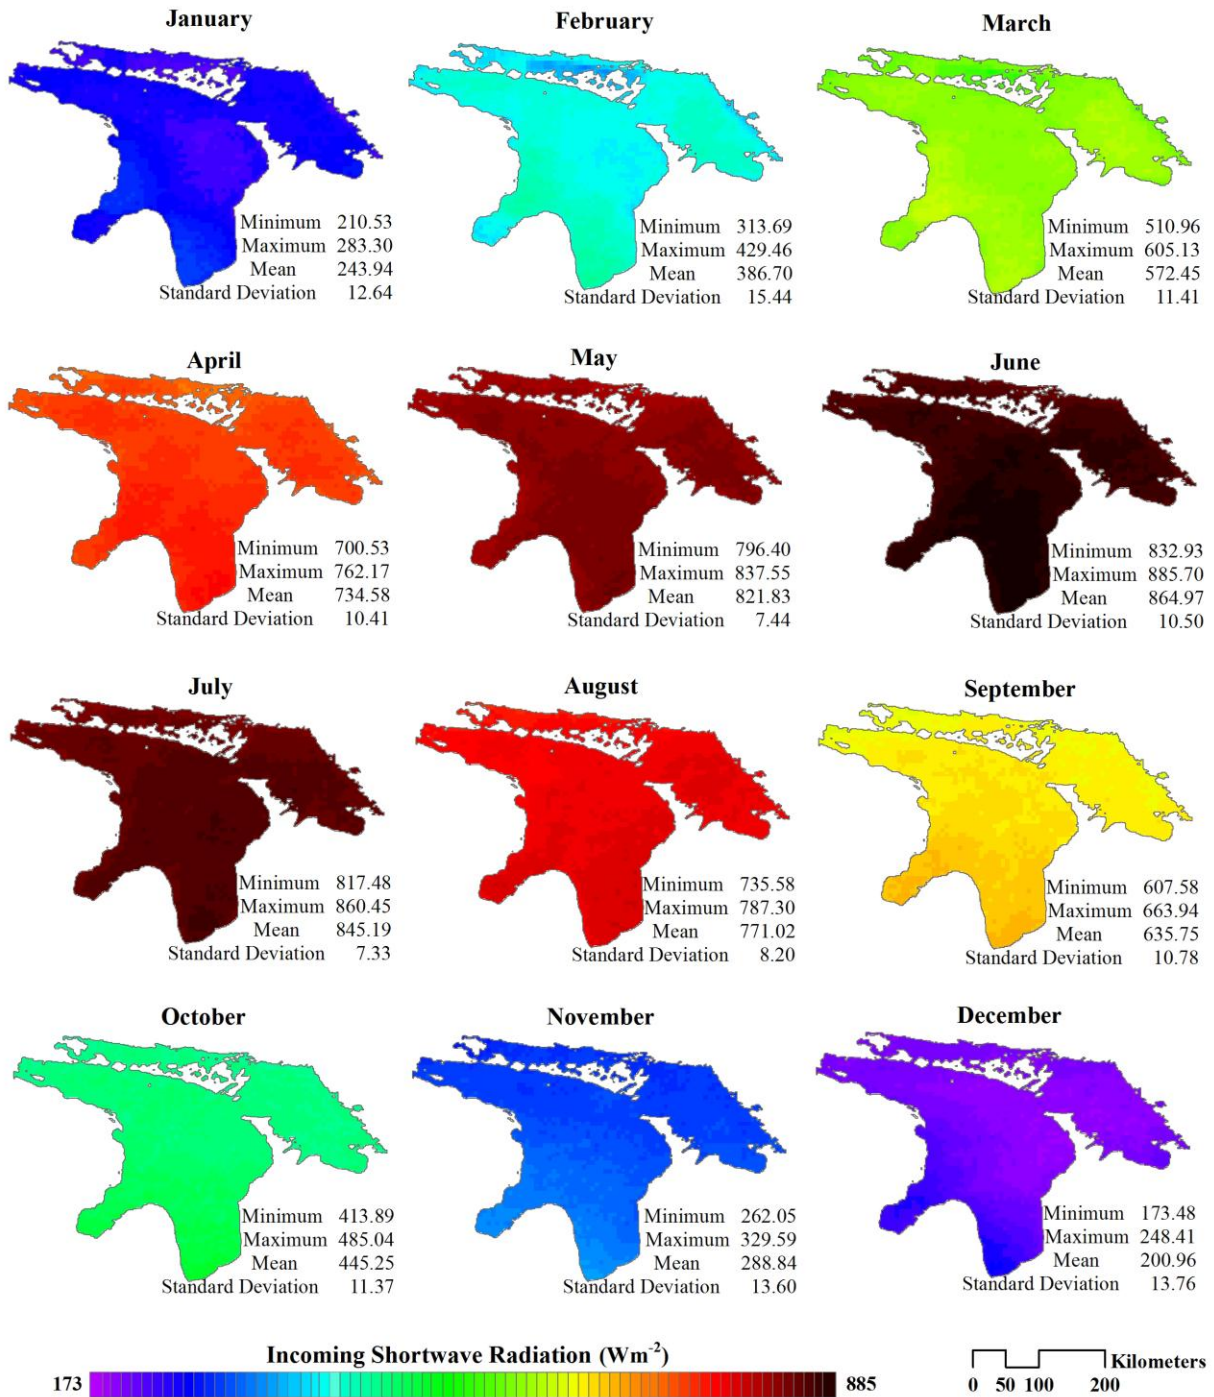 January
February
March
Minimum 210.53
Maximum 283.30
Mean 243.94
Standard Deviation 12.64
Minimum 313.69
Maximum 429.46
Mean 386.70
Standard Deviation 15.44
Minimum 510.96
Maximum 605.13
Mean 572.45
Standard Deviation 11.41
April
May
June
Minimum 700.53
Maximum 762.17
Mean 734.58
Standard Deviation 10.41
Minimum 796.40
Maximum 837.55
Mean 821.83
Standard Deviation 7.44
Minimum 832.93
Maximum 885.70
Mean 864.97
Standard Deviation 10.50
July
August
September
Minimum 817.48
Maximum 860.45
Mean 845.19
Standard Deviation 7.33
Minimum 735.58
Maximum 787.30
Mean 771.02
Standard Deviation 8.20
Minimum 607.58
Maximum 663.94
Mean 635.75
Standard Deviation 10.78
October
November
December
Minimum 413.89
Maximum 485.04
Mean 445.25
Standard Deviation 11.37
Minimum 262.05
Maximum 329.59
Mean 288.84
Standard Deviation 13.60
Minimum 173.48
Maximum 248.41
Mean 200.96
Standard Deviation 13.76
Incoming Shortwave Radiation (Wm⁻²)
173 885
Kilometers
0 50 100 200